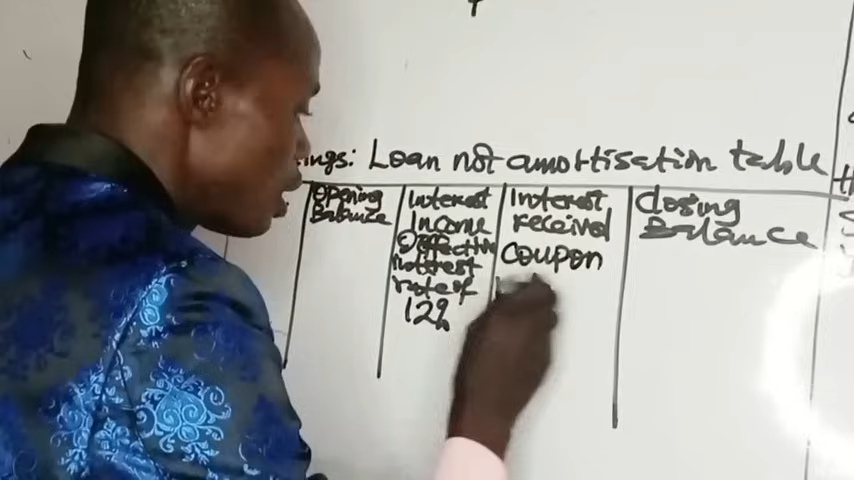 ings: Loan not amortisation table
Opening
Balance
Interest
Income
@Effective
interest
rate of
12%
Interest
received
coupon
closing
Balance